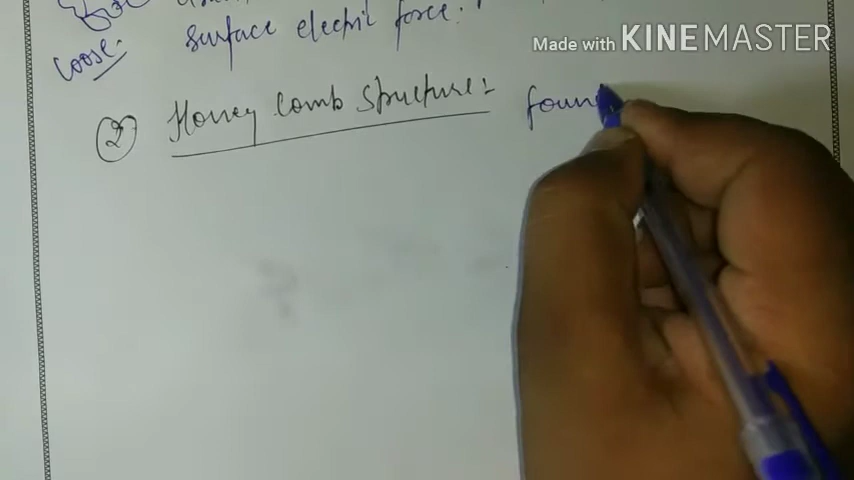 surface electric force.
Loose.
Made with KINEMASTER
② Honey comb structure:- foun